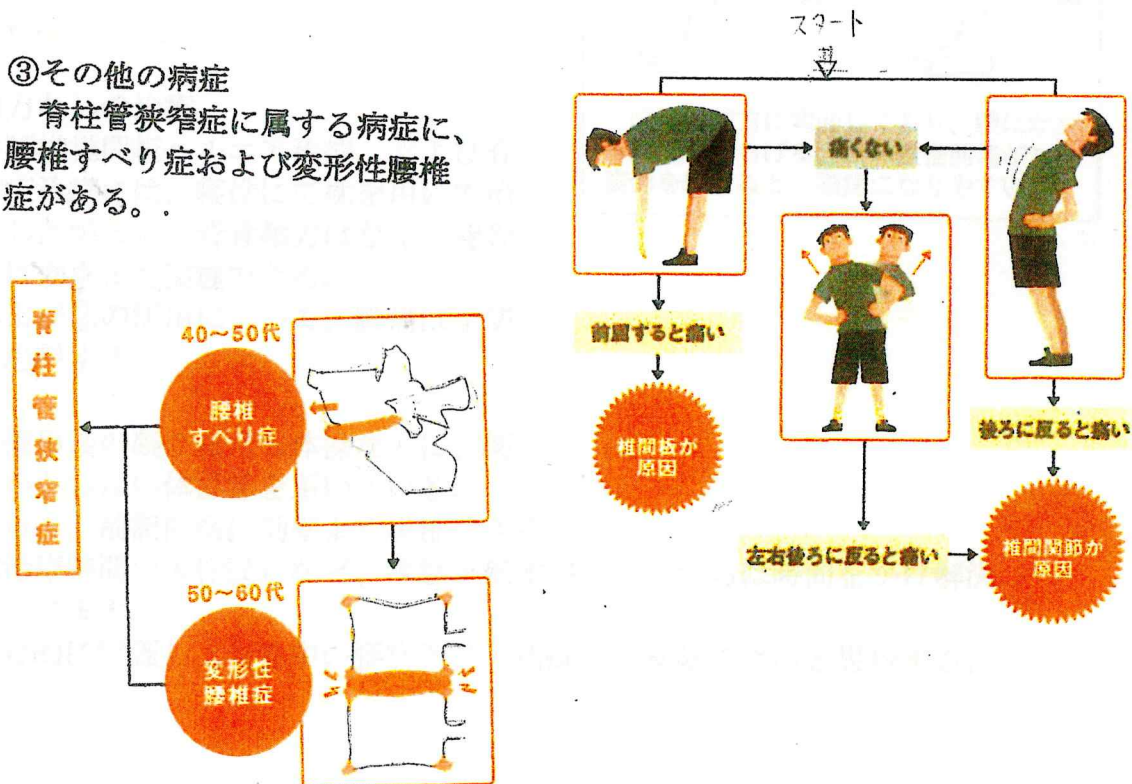 ③その他の病症
脊柱管狭窄症に属する病症に、
腰椎すべり症および変形性腰椎
症がある。
脊柱管狭窄症
40～50代
腰椎
すべり症
50～60代
変形性
腰椎症
スタート
痛くない
前屈すると痛い
椎間板が
原因
後ろに反ると痛い
左右後ろに反ると痛い
椎間関節が
原因